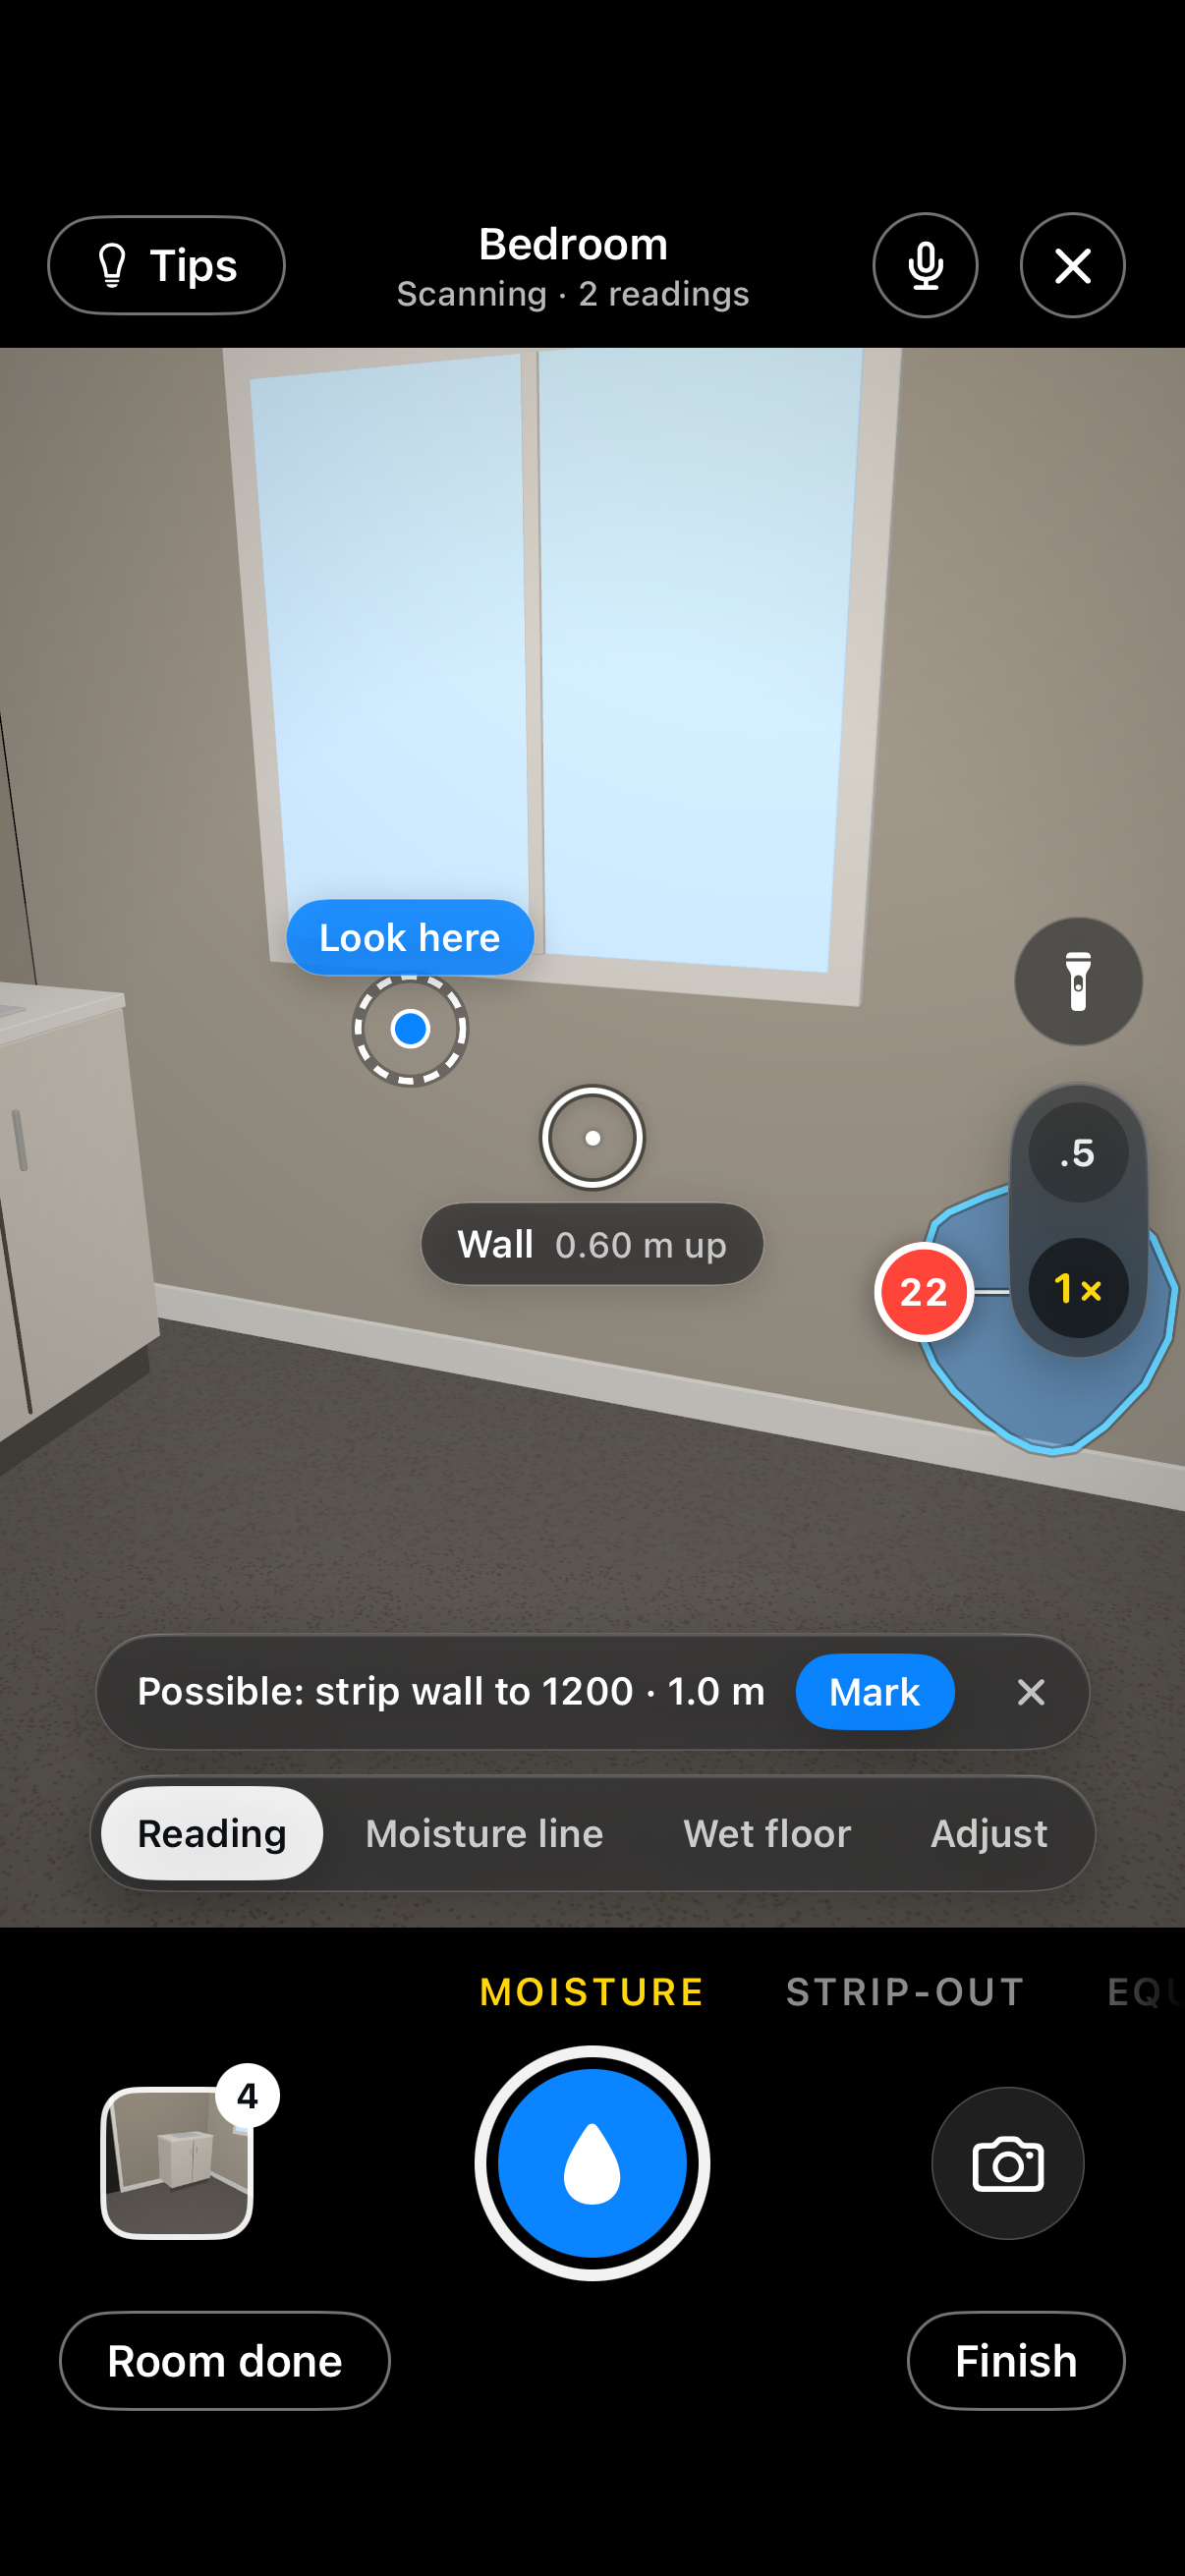 Tips
Bedroom
Scanning · 2 readings
Look here
.5
Wall 0.60 m up
22
1×
Possible: strip wall to 1200 · 1.0 m Mark
Reading Moisture line Wet floor Adjust
MOISTURE STRIP-OUT
4
Room done Finish